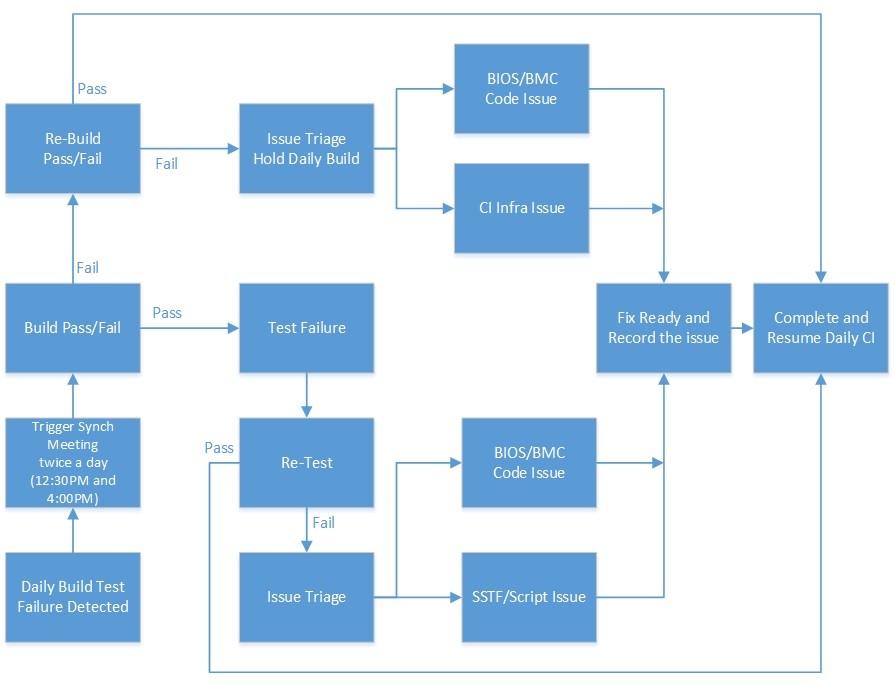 Pass
BIOS/BMC
Code Issue
Re-Build
Pass/Fail
Fail
Issue Triage
Hold Daily Build
CI Infra Issue
Fail
Build Pass/Fail
Pass
Test Failure
Fix Ready and
Record the issue
Complete and
Resume Daily CI
Trigger Synch
Meeting
twice a day
(12:30PM and
4:00PM)
Pass
Re-Test
BIOS/BMC
Code Issue
Fail
Daily Build Test
Failure Detected
Issue Triage
SSTF/Script Issue